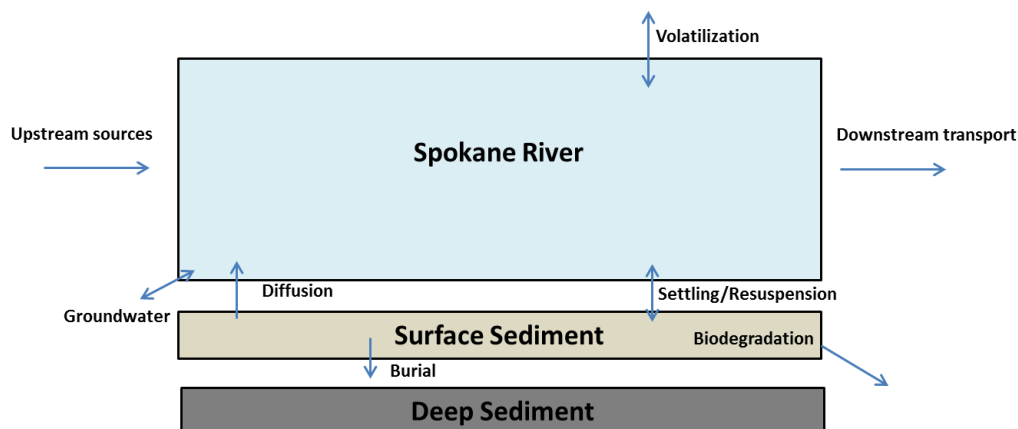 Volatilization
Upstream sources
Downstream transport
Spokane River
Diffusion
Settling/Resuspension
Groundwater
Surface Sediment
Biodegradation
Burial
Deep Sediment